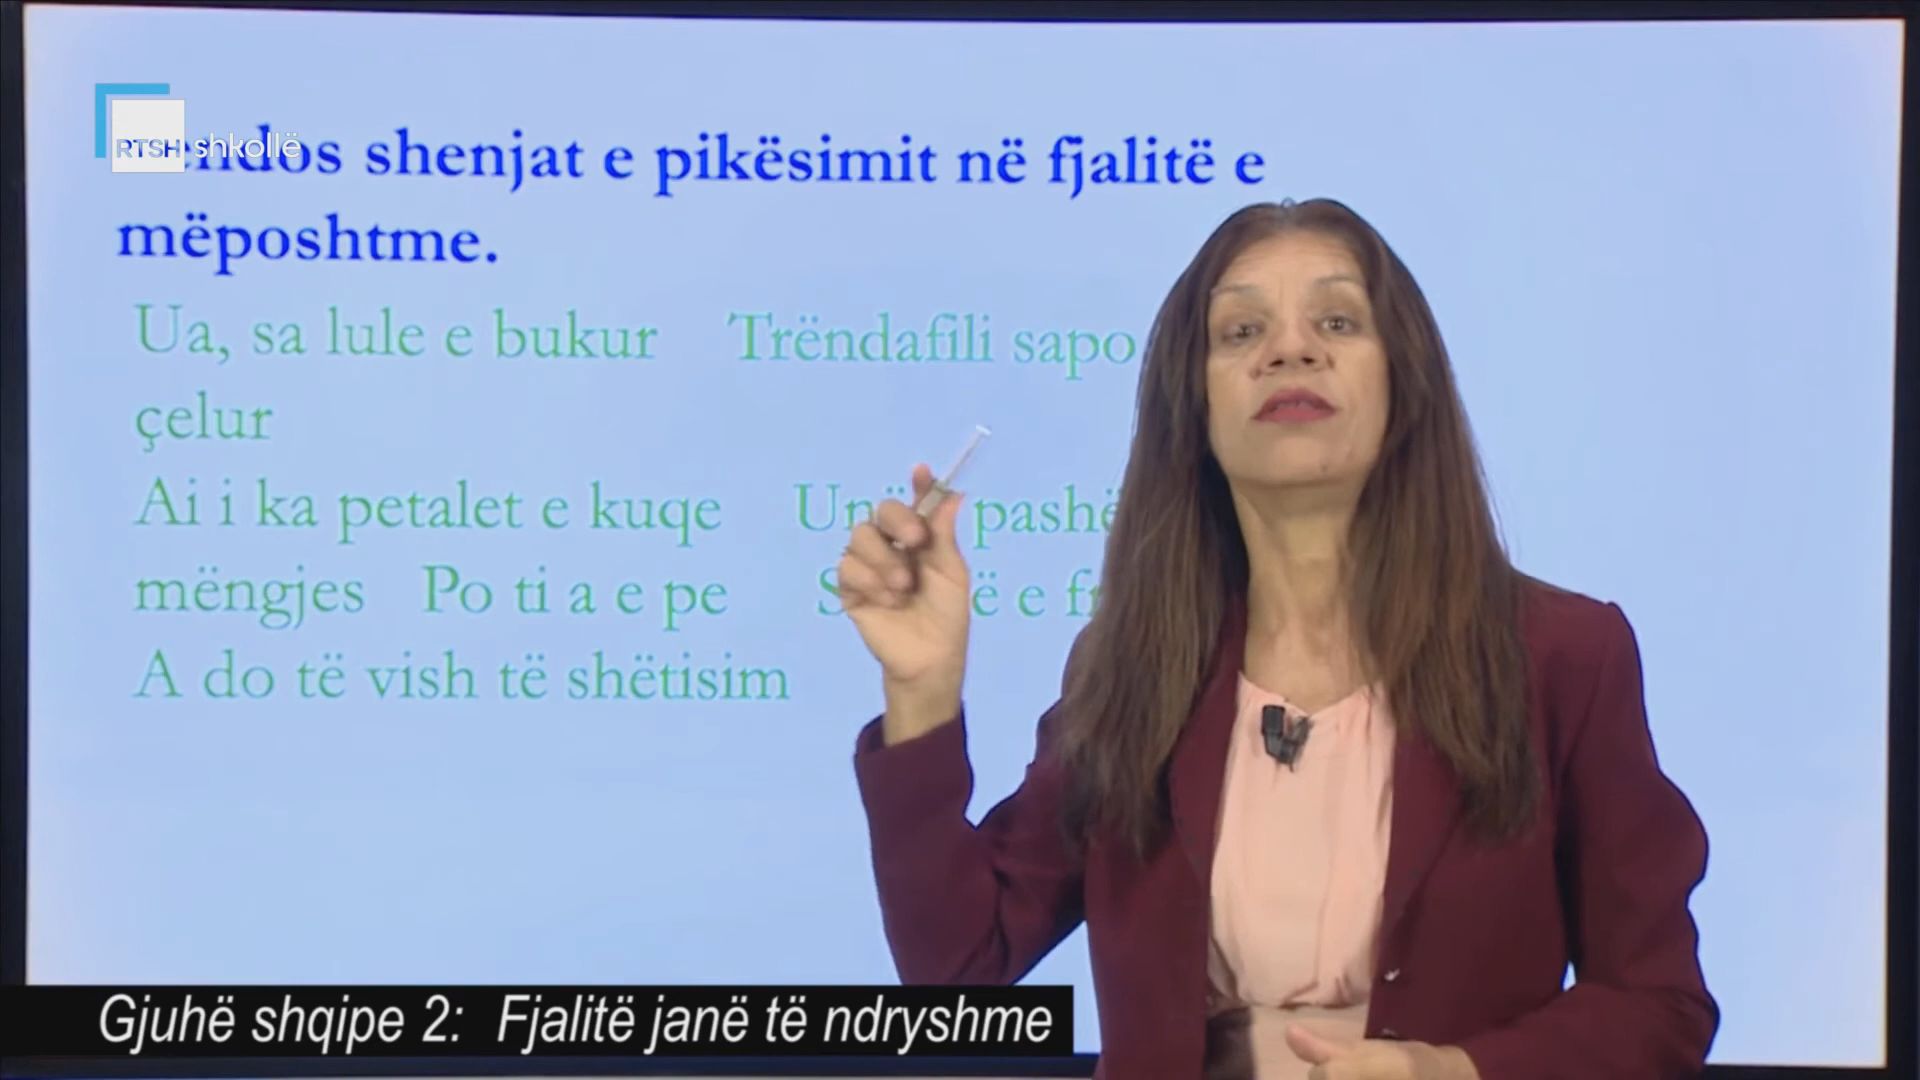 RTSH shkollë
shenjat e pikësimit në fjalitë e
mëposhtme.
Ua, sa lule e bukur Trëndafili sapo
çelur
Ai i ka petalet e kuqe pashë
mëngjes Po ti a e pe ë e
A do të vish të shëtisim
Gjuhë shqipe 2: Fjalitë janë të ndryshme